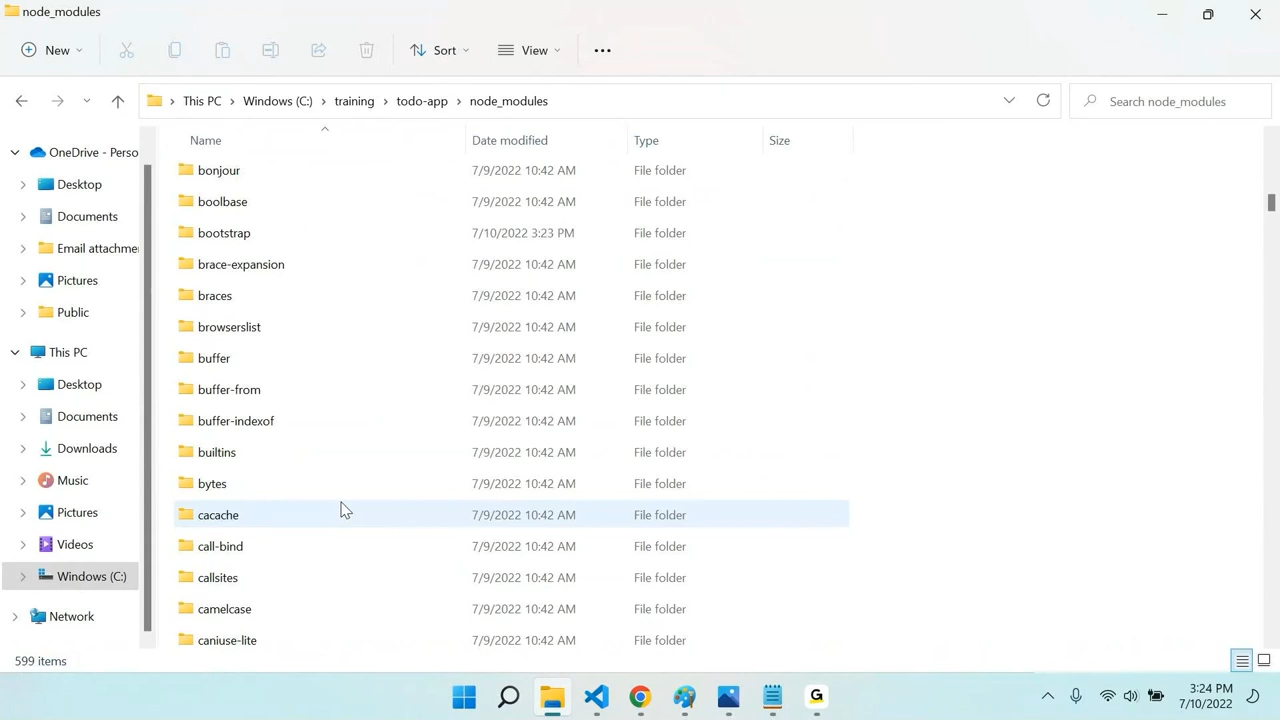 node_modules
New Sort View
This PC Windows (C:) training todo-app node_modules Search node_modules
Name Date modified Type Size
OneDrive - Perso
Desktop
Documents
Email attachmer
Pictures
Public
This PC
Desktop
Documents
Downloads
Music
Pictures
Videos
Windows (C:)
Network
bonjour 7/9/2022 10:42 AM File folder
boolbase 7/9/2022 10:42 AM File folder
bootstrap 7/10/2022 3:23 PM File folder
brace-expansion 7/9/2022 10:42 AM File folder
braces 7/9/2022 10:42 AM File folder
browserslist 7/9/2022 10:42 AM File folder
buffer 7/9/2022 10:42 AM File folder
buffer-from 7/9/2022 10:42 AM File folder
buffer-indexof 7/9/2022 10:42 AM File folder
builtins 7/9/2022 10:42 AM File folder
bytes 7/9/2022 10:42 AM File folder
cacache 7/9/2022 10:42 AM File folder
call-bind 7/9/2022 10:42 AM File folder
callsites 7/9/2022 10:42 AM File folder
camelcase 7/9/2022 10:42 AM File folder
caniuse-lite 7/9/2022 10:42 AM File folder
599 items
G
3:24 PM
7/10/2022